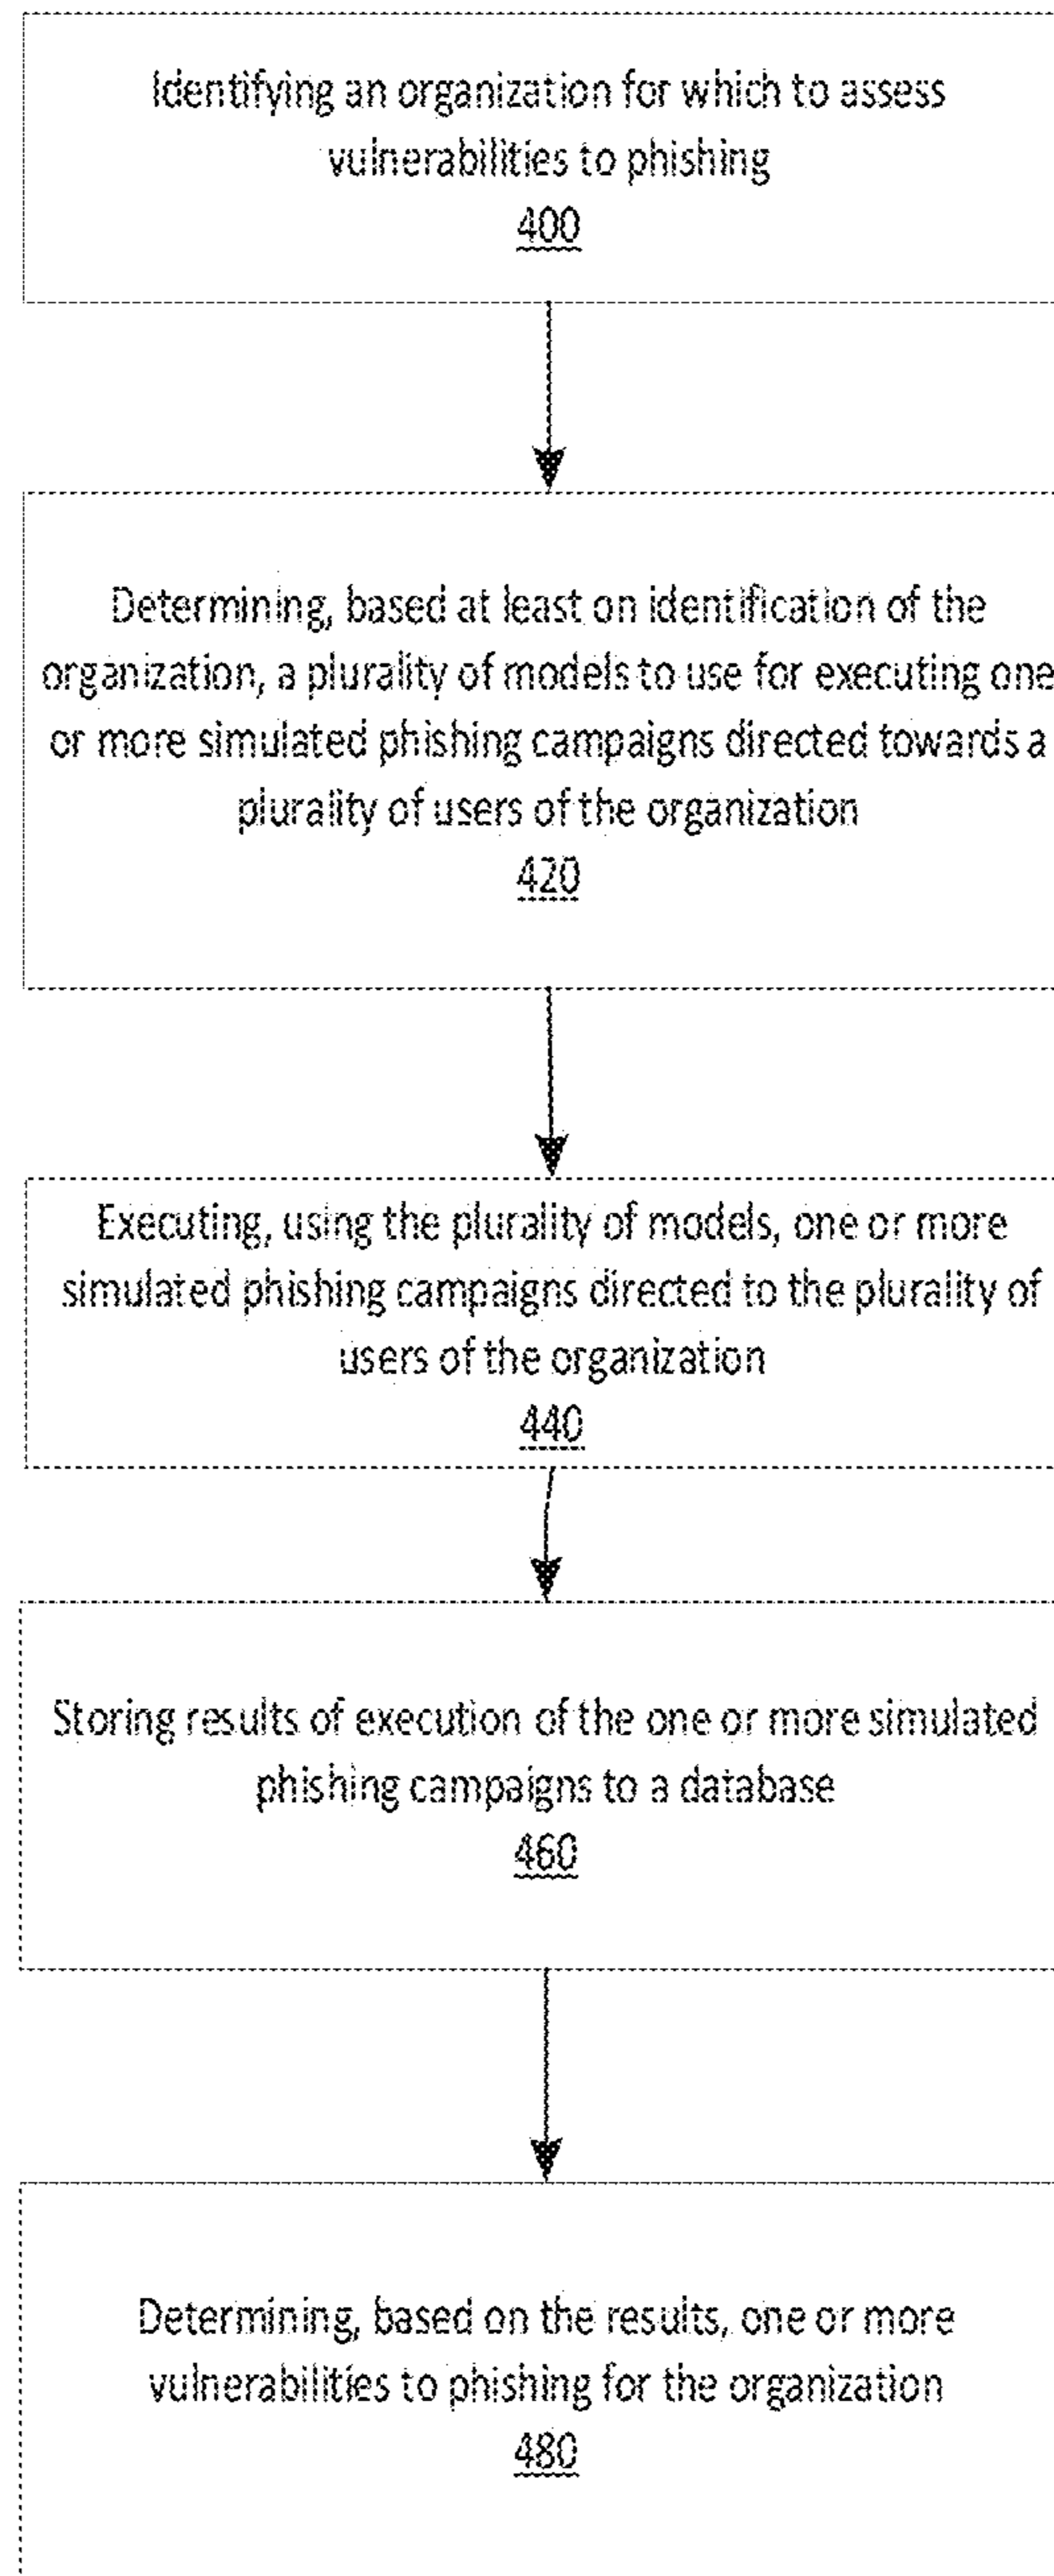 Identifying an organization for which to assess
vulnerabilities to phishing
400
Determining, based at least on identification of the
organization, a plurality of models to use for executing one
or more simulated phishing campaigns directed towards a
plurality of users of the organization
420
Executing, using the plurality of models, one or more
simulated phishing campaigns directed to the plurality of
users of the organization
440
Storing results of execution of the one or more simulated
phishing campaigns to a database
460
Determining, based on the results, one or more
vulnerabilities to phishing for the organization
480